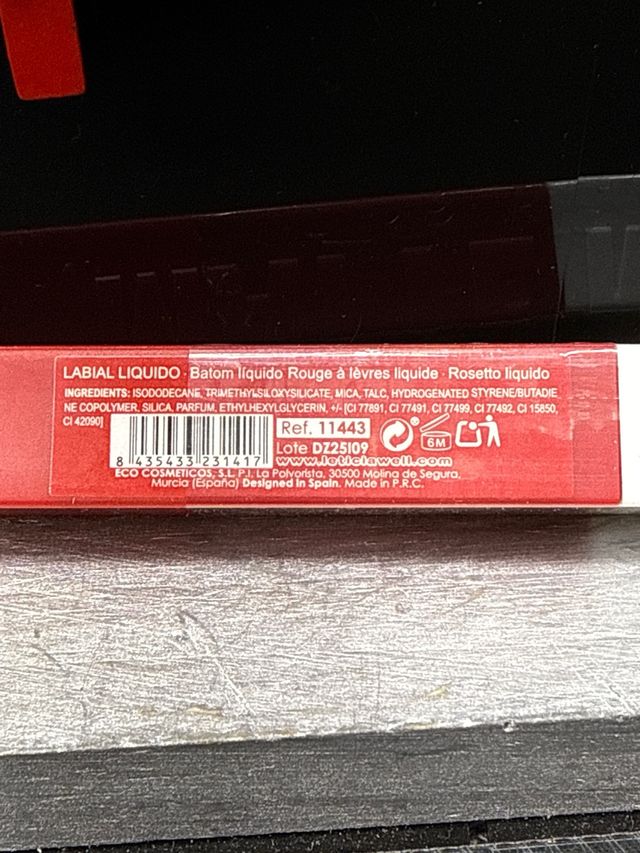 LABIAL LIQUIDO · Batom líquido Rouge à lèvres liquide · Rosetto liquido
INGREDIENTS: ISODODECANE, TRIMETHYLSILOXYSILICATE, MICA, TALC, HYDROGENATED STYRENE/BUTADIE
NE COPOLYMER, SILICA, PARFUM, ETHYLHEXYLGLYCERIN, +/- [CI 77891, CI 77491, CI 77499, CI 77492, CI 15850,
CI 42090]
Ref. 11443
Lote DZ25I09
6M
8 435433 231417
www.leticiawell.com
ECO COSMETICOS, S.L. P.I. La Polvorista, 30500 Molina de Segura,
Murcia (España) Designed in Spain. Made in P.R.C.